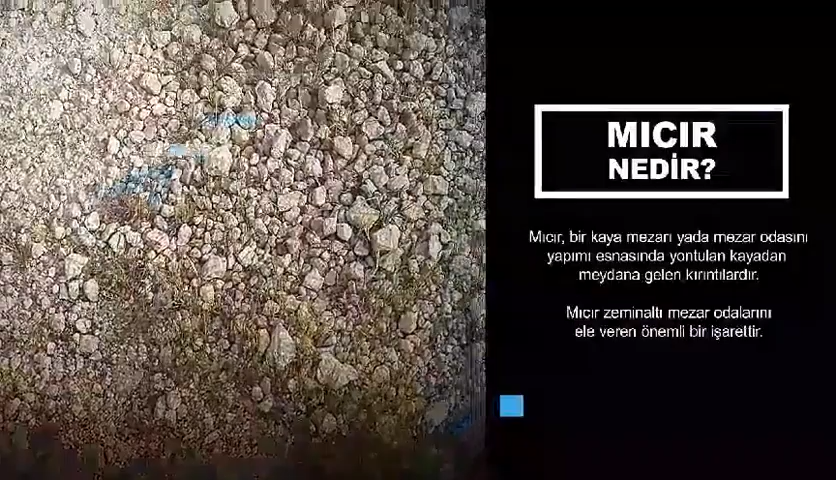 MICIR
NEDİR?
Mıcır, bir kaya mezarı yada mezar odasını
yapımı esnasında yontulan kayadan
meydana gelen kırıntılardır.
Mıcır zeminaltı mezar odalarını
ele veren önemli bir işarettir.